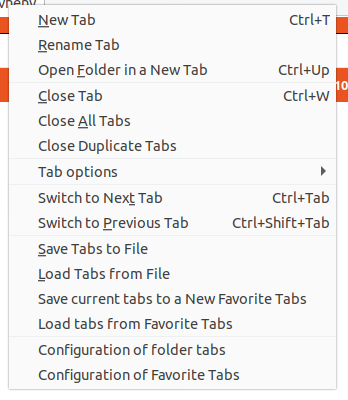 New Tab Ctrl+T
Rename Tab
Open Folder in a New Tab Ctrl+Up
10
Close Tab Ctrl+W
Close All Tabs
Close Duplicate Tabs
Tab options
Switch to Next Tab Ctrl+Tab
Switch to Previous Tab Ctrl+Shift+Tab
Save Tabs to File
Load Tabs from File
Save current tabs to a New Favorite Tabs
Load tabs from Favorite Tabs
Configuration of folder tabs
Configuration of Favorite Tabs